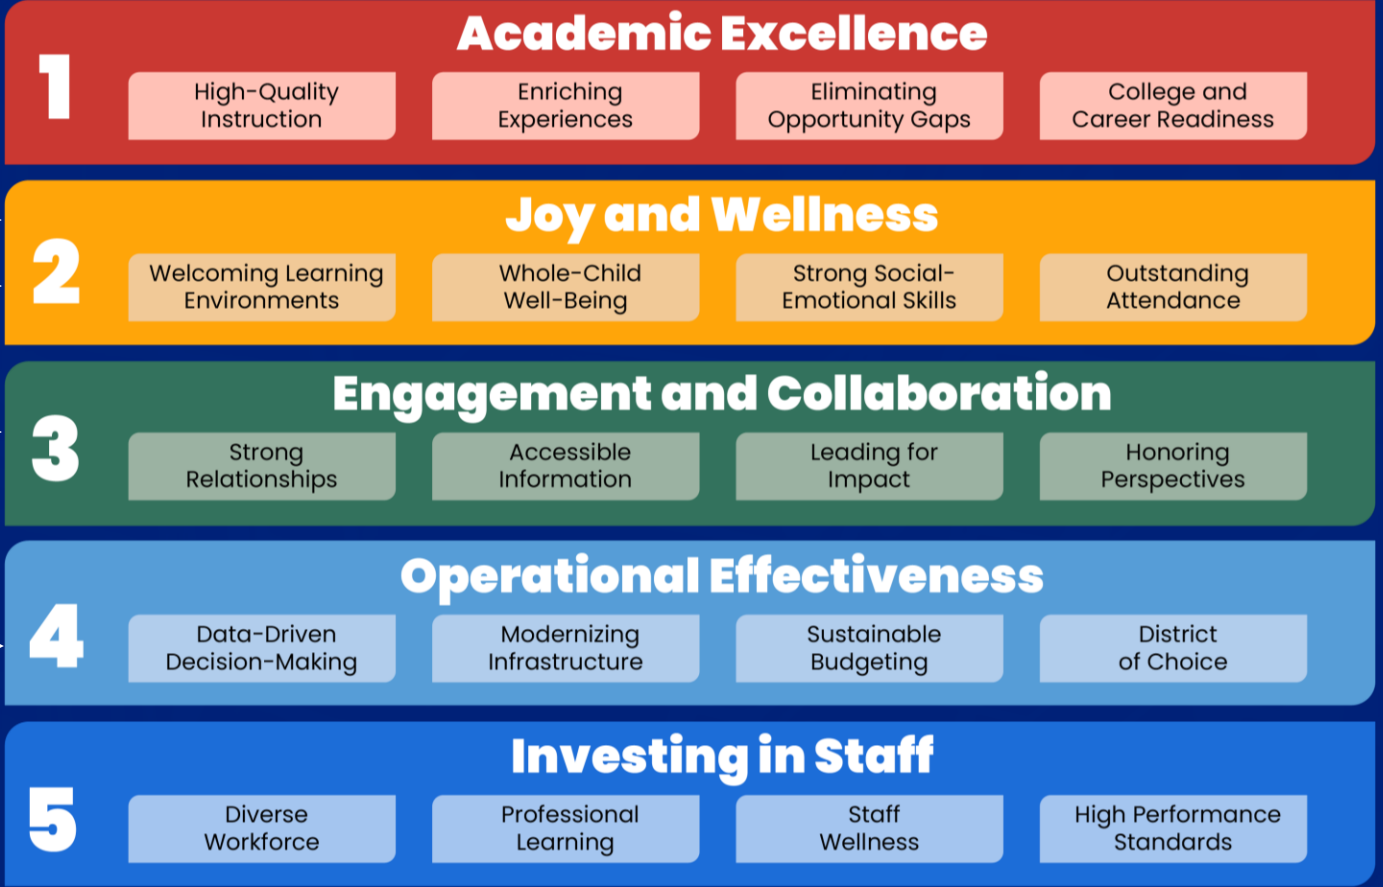 Academic Excellence
1
High-Quality
Instruction
Enriching
Experiences
Eliminating
Opportunity Gaps
College and
Career Readiness
Joy and Wellness
2
Welcoming Learning
Environments
Whole-Child
Well-Being
Strong Social-
Emotional Skills
Outstanding
Attendance
Engagement and Collaboration
3
Strong
Relationships
Accessible
Information
Leading for
Impact
Honoring
Perspectives
Operational Effectiveness
4
Data-Driven
Decision-Making
Modernizing
Infrastructure
Sustainable
Budgeting
District
of Choice
Investing in Staff
5
Diverse
Workforce
Professional
Learning
Staff
Wellness
High Performance
Standards